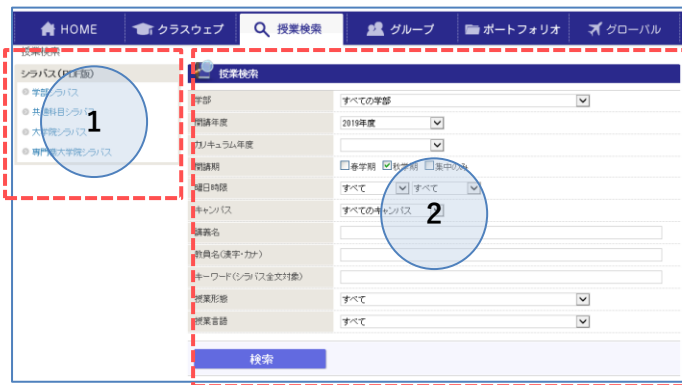 HOME クラスウェブ 授業検索 グループ ポートフォリオ グローバル
授業検索
シラバス(PDF版)
学部シラバス
共通科目シラバス
大学院シラバス
専門職大学院シラバス
1
授業検索
学部 すべての学部
開講年度 2019年度
カリキュラム年度
開講期 春学期 秋学期 集中のみ
曜日時限 すべて すべて
キャンパス すべてのキャンパス
2
講義名
教員名(漢字・カナ)
キーワード(シラバス全文対象)
授業形態 すべて
授業言語 すべて
検索